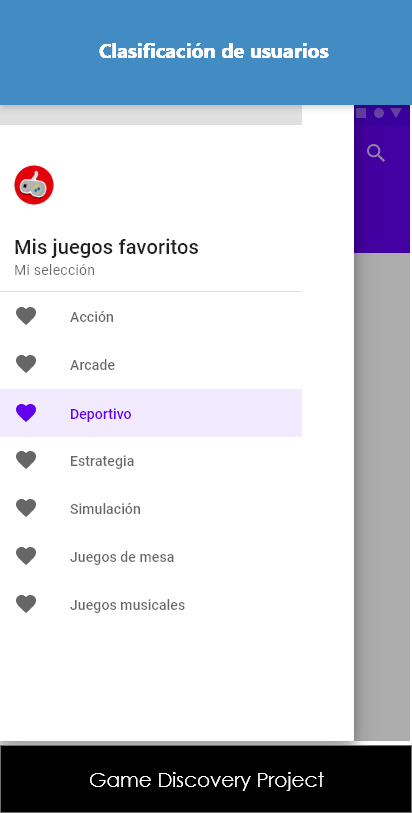 Clasificación de usuarios
Mis juegos favoritos
Mi selección
Acción
Arcade
Deportivo
Estrategia
Simulación
Juegos de mesa
Juegos musicales
Game Discovery Project